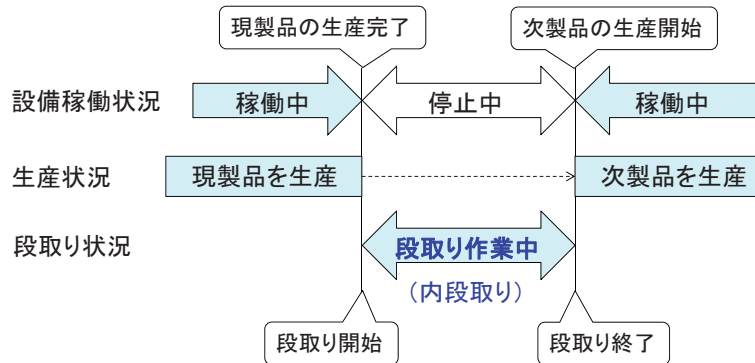 現製品の生産完了
次製品の生産開始
設備稼働状況
稼働中
停止中
稼働中
生産状況
現製品を生産
次製品を生産
段取り状況
段取り作業中
(内段取り)
段取り開始
段取り終了